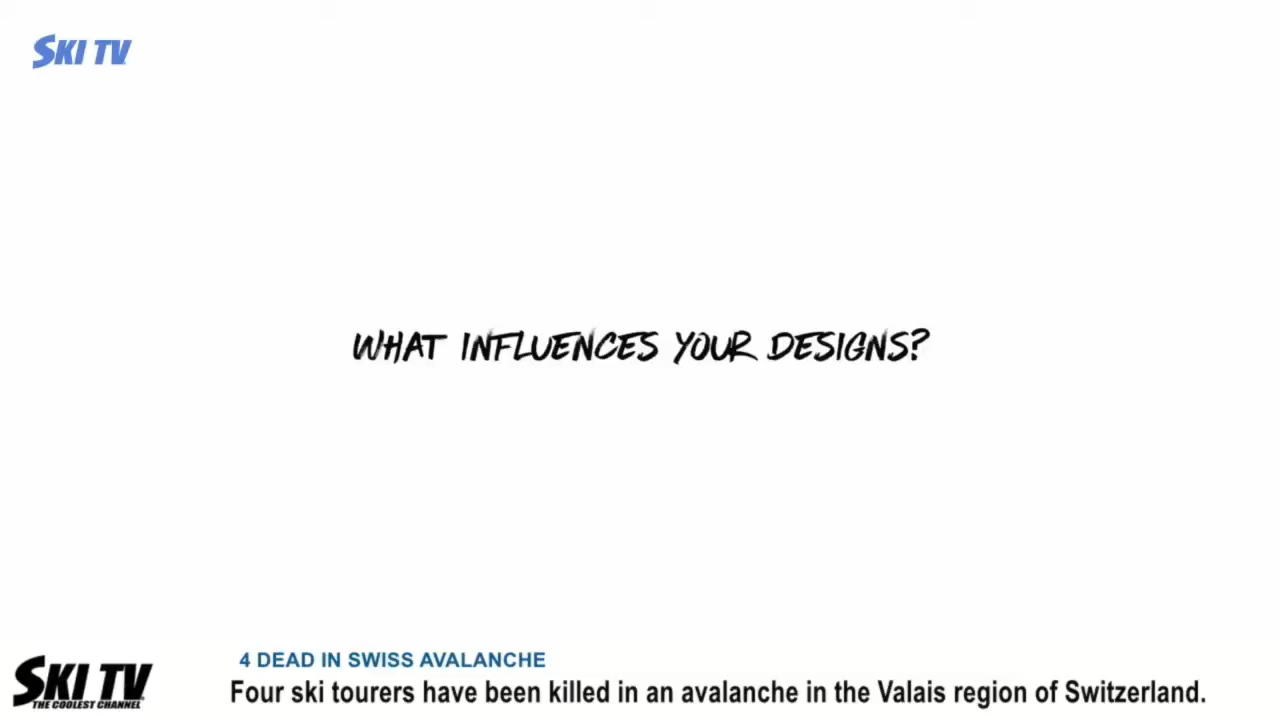 SKI TV
WHAT INFLUENCES YOUR DESIGNS?
4 DEAD IN SWISS AVALANCHE
SKI TV
THE COOLEST CHANNEL
Four ski tourers have been killed in an avalanche in the Valais region of Switzerland.